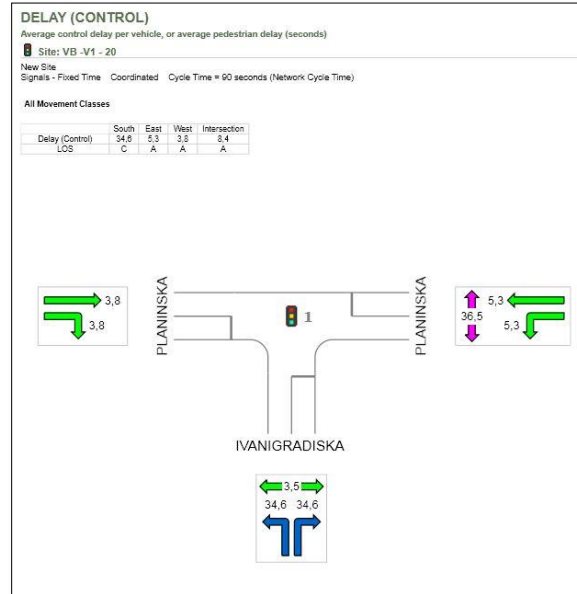 DELAY (CONTROL)
Average control delay per vehicle, or average pedestrian delay (seconds)
Site: VB -V1 - 20
New Site
Signals - Fixed Time Coordinated Cycle Time = 90 seconds (Network Cycle Time)
All Movement Classes
South East West Intersection
Delay (Control) 34,6 5,3 3,8 8,4
LOS C A A A
3,8
3,8
PLANINSKA
1
PLANINSKA
5,3
36,5
5,3
IVANIGRADISKA
3,5
34,6 34,6